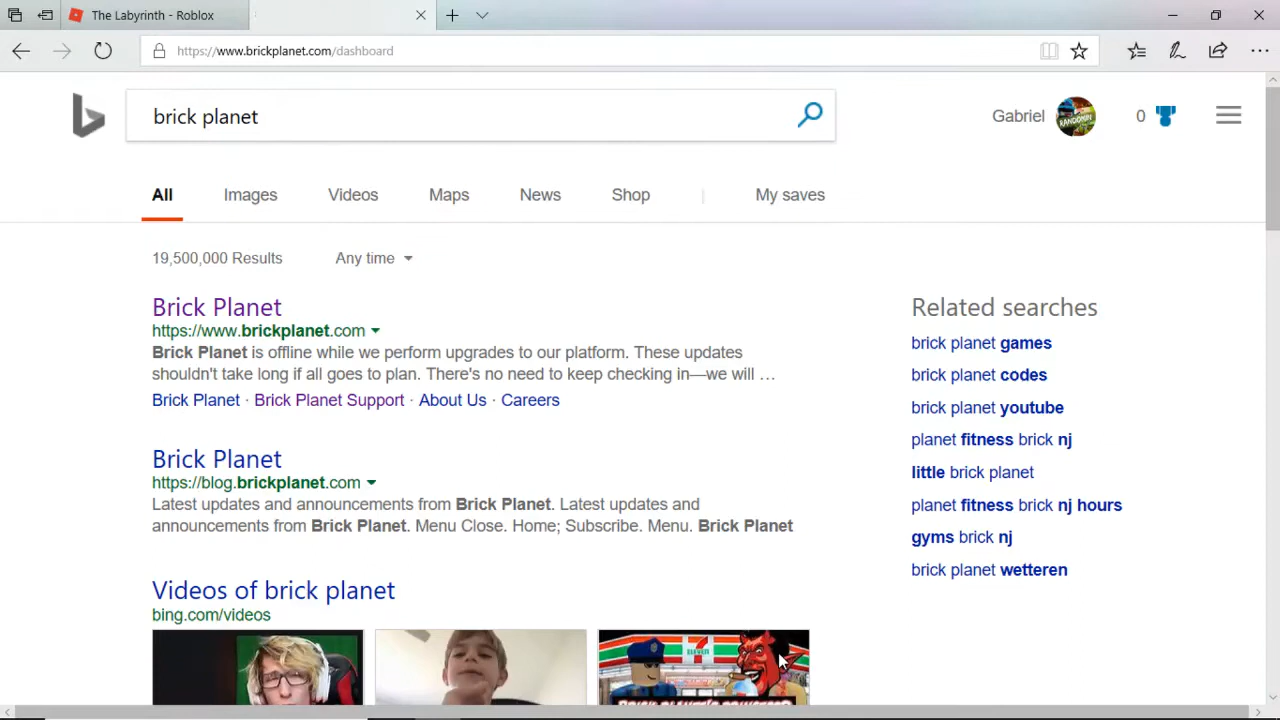 The Labyrinth - Roblox
https://www.brickplanet.com/dashboard
brick planet
Gabriel
0
All Images Videos Maps News Shop | My saves
19,500,000 Results Any time
Brick Planet
https://www.brickplanet.com
Brick Planet is offline while we perform upgrades to our platform. These updates
shouldn't take long if all goes to plan. There's no need to keep checking in—we will …
Brick Planet · Brick Planet Support · About Us · Careers
Brick Planet
https://blog.brickplanet.com
Latest updates and announcements from Brick Planet. Latest updates and
announcements from Brick Planet. Menu Close. Home; Subscribe. Menu. Brick Planet
Videos of brick planet
bing.com/videos
Related searches
brick planet games
brick planet codes
brick planet youtube
planet fitness brick nj
little brick planet
planet fitness brick nj hours
gyms brick nj
brick planet wetteren